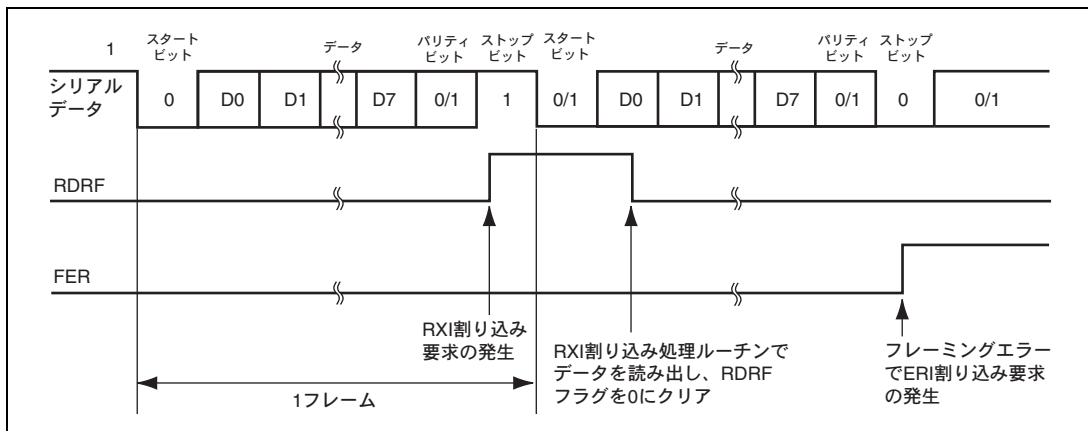 1
スタート
ビット
データ
パリティ
ビット
ストップ
ビット
スタート
ビット
データ
パリティ
ビット
ストップ
ビット
シリアル
データ
0 D0 D1 D7 0/1 1 0/1 D0 D1 D7 0/1 0 0/1
RDRF
FER
RXI割り込み
要求の発生
RXI割り込み処理ルーチンで
データを読み出し、RDRF
フラグを0にクリア
フレーミングエラー
でERI割り込み要求
の発生
1フレーム